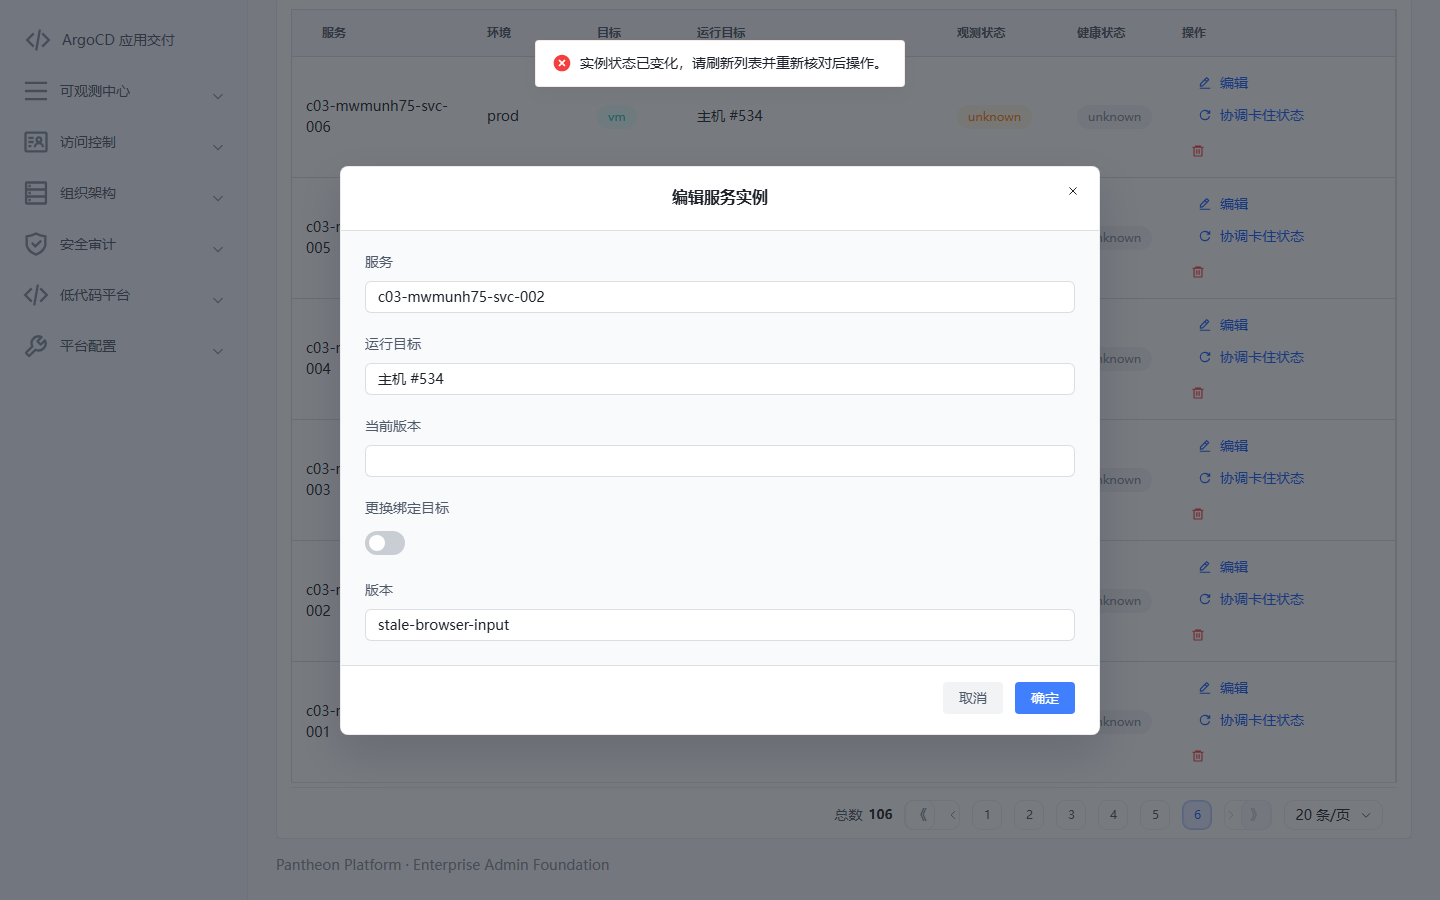 ArgoCD 应用交付
可观测中心
访问控制
组织架构
安全审计
低代码平台
平台配置
服务 环境 目标 运行目标 观测状态 健康状态 操作
实例状态已变化，请刷新列表并重新核对后操作。
c03-mwmunh75-svc-006 prod vm 主机 #534 unknown unknown 编辑
协调卡住状态
c03-r
005
nknown
编辑
协调卡住状态
c03-r
004
nknown
编辑
协调卡住状态
c03-r
003
nknown
编辑
协调卡住状态
c03-r
002
nknown
编辑
协调卡住状态
c03-r
001
nknown
编辑
协调卡住状态
编辑服务实例
服务
c03-mwmunh75-svc-002
运行目标
主机 #534
当前版本
更换绑定目标
版本
stale-browser-input
取消 确定
总数 106 1 2 3 4 5 6 20 条/页
Pantheon Platform · Enterprise Admin Foundation